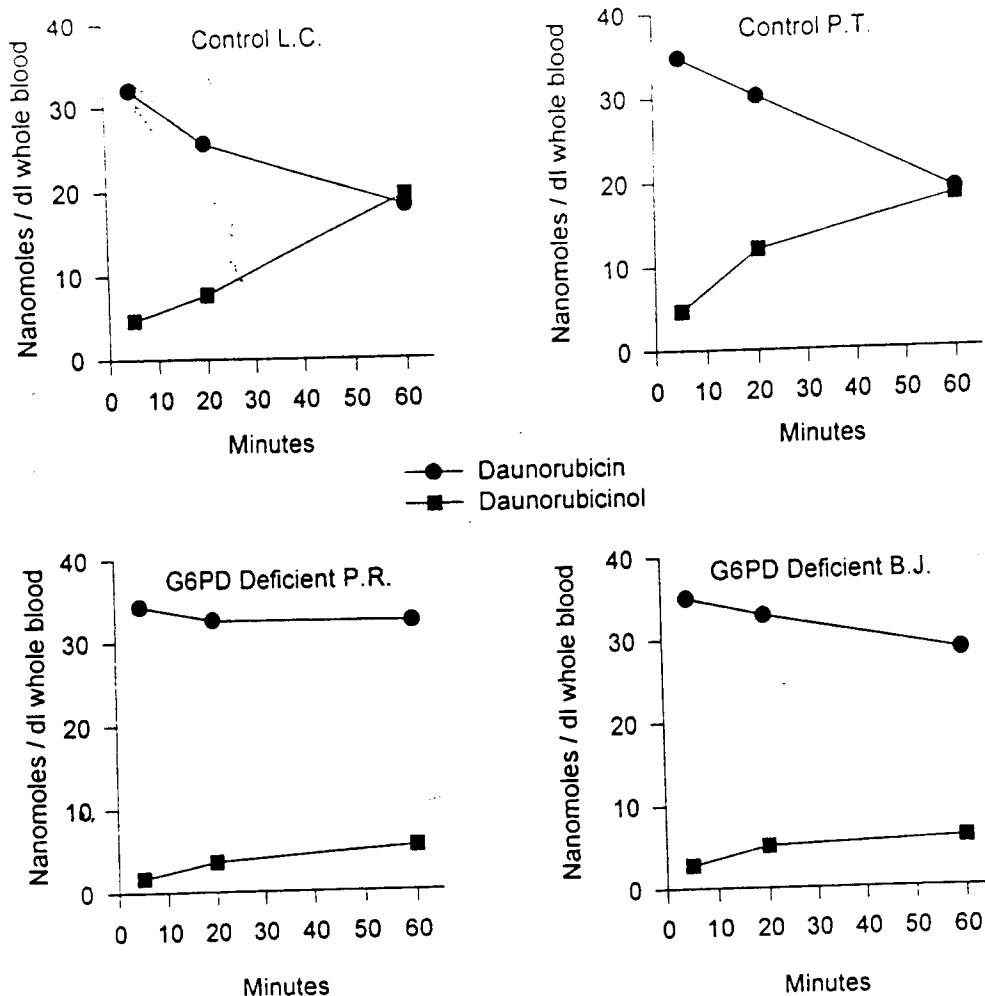 Control L.C.
Nanomoles / dl whole blood
40
30
20
10
0
0 10 20 30 40 50 60
Minutes
Control P.T.
Nanomoles / dl whole blood
40
30
20
10
0
0 10 20 30 40 50 60
Minutes
Daunorubicin
Daunorubicinol
G6PD Deficient P.R.
Nanomoles / dl whole blood
40
30
20
10
0
0 10 20 30 40 50 60
Minutes
G6PD Deficient B.J.
Nanomoles / dl whole blood
40
30
20
10
0
0 10 20 30 40 50 60
Minutes